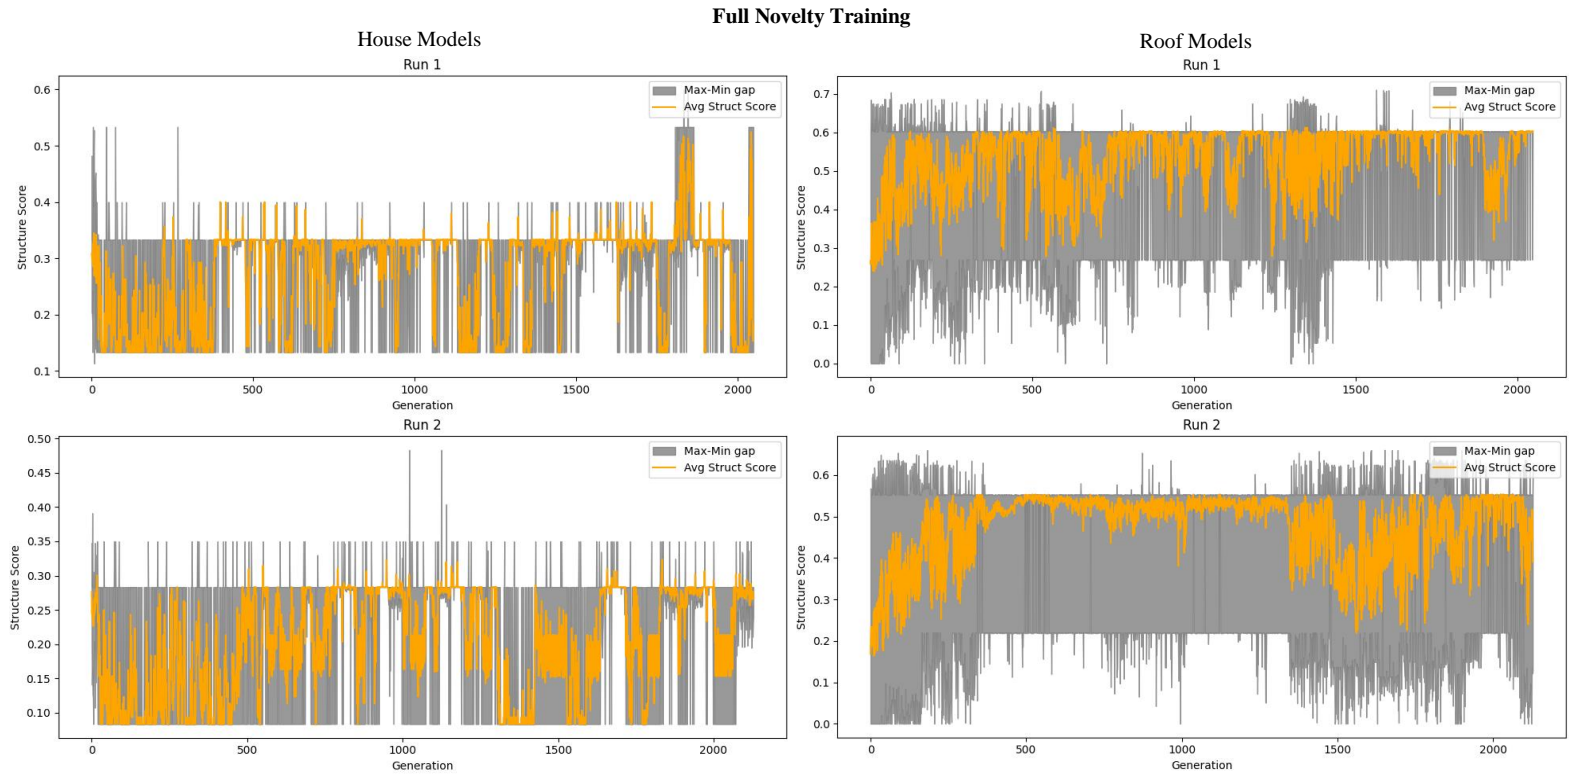 Full Novelty Training
House Models
Roof Models
Run 1
0.6
0.5
0.4
0.3
0.2
0.1
Structure Score
0
500
1000
1500
2000
Generation
Max-Min gap
Avg Struct Score
Run 1
0.7
0.6
0.5
0.4
0.3
0.2
0.1
0.0
Structure Score
0
500
1000
1500
2000
Generation
Max-Min gap
Avg Struct Score
Run 2
0.50
0.45
0.40
0.35
0.30
0.25
0.20
0.15
0.10
Structure Score
0
500
1000
1500
2000
Generation
Max-Min gap
Avg Struct Score
Run 2
0.6
0.5
0.4
0.3
0.2
0.1
0.0
Structure Score
0
500
1000
1500
2000
Generation
Max-Min gap
Avg Struct Score